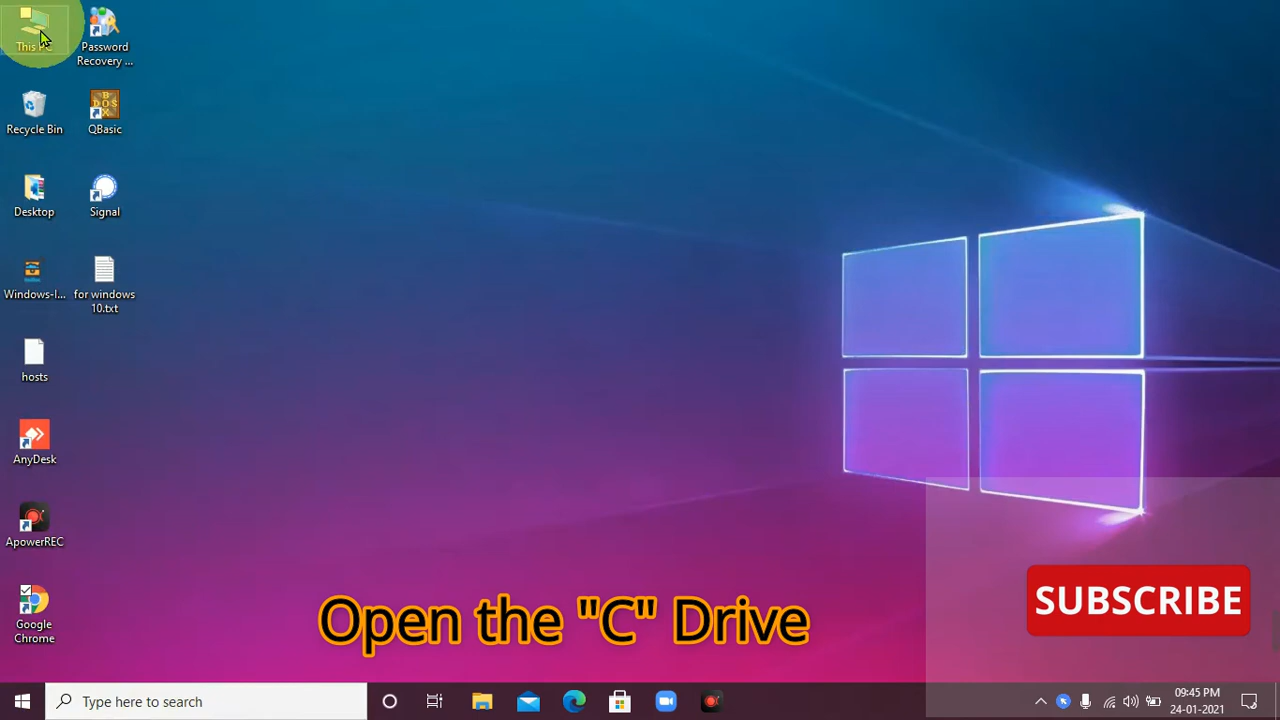 This PC
Password
Recovery ...
Recycle Bin
QBasic
Desktop
Signal
Windows-I...
for windows
10.txt
hosts
AnyDesk
ApowerREC
Google
Chrome
Open the "C" Drive
SUBSCRIBE
Type here to search
09:45 PM
24-01-2021